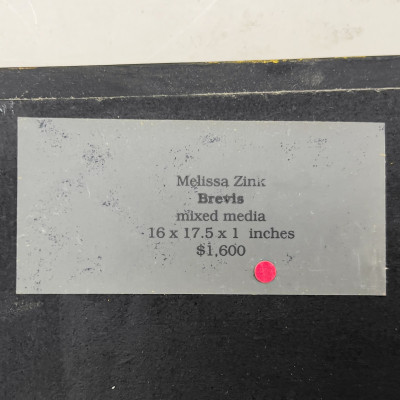 Melissa Zink
Brevis
mixed media
16 x 17.5 x 1 inches
$1,600